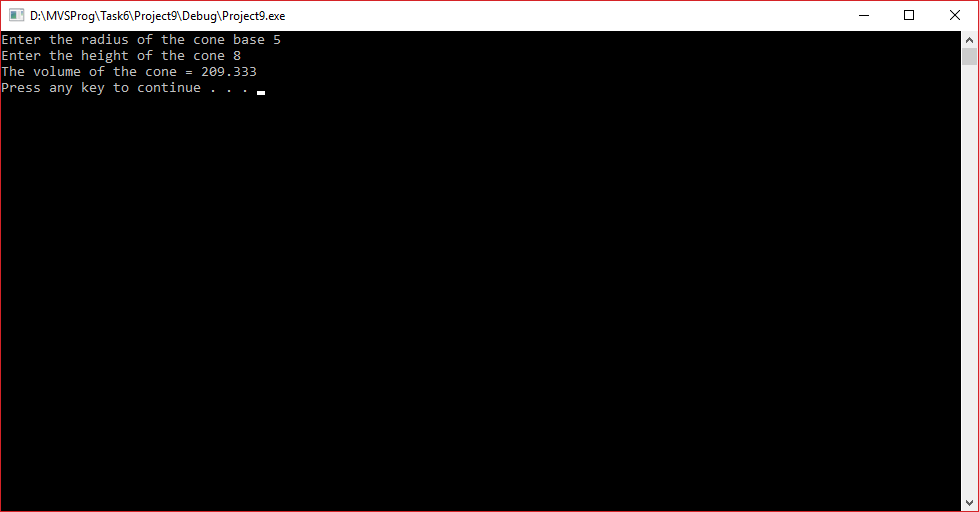 D:\MVSProg\Task6\Project9\Debug\Project9.exe
Enter the radius of the cone base 5
Enter the height of the cone 8
The volume of the cone = 209.333
Press any key to continue . . .